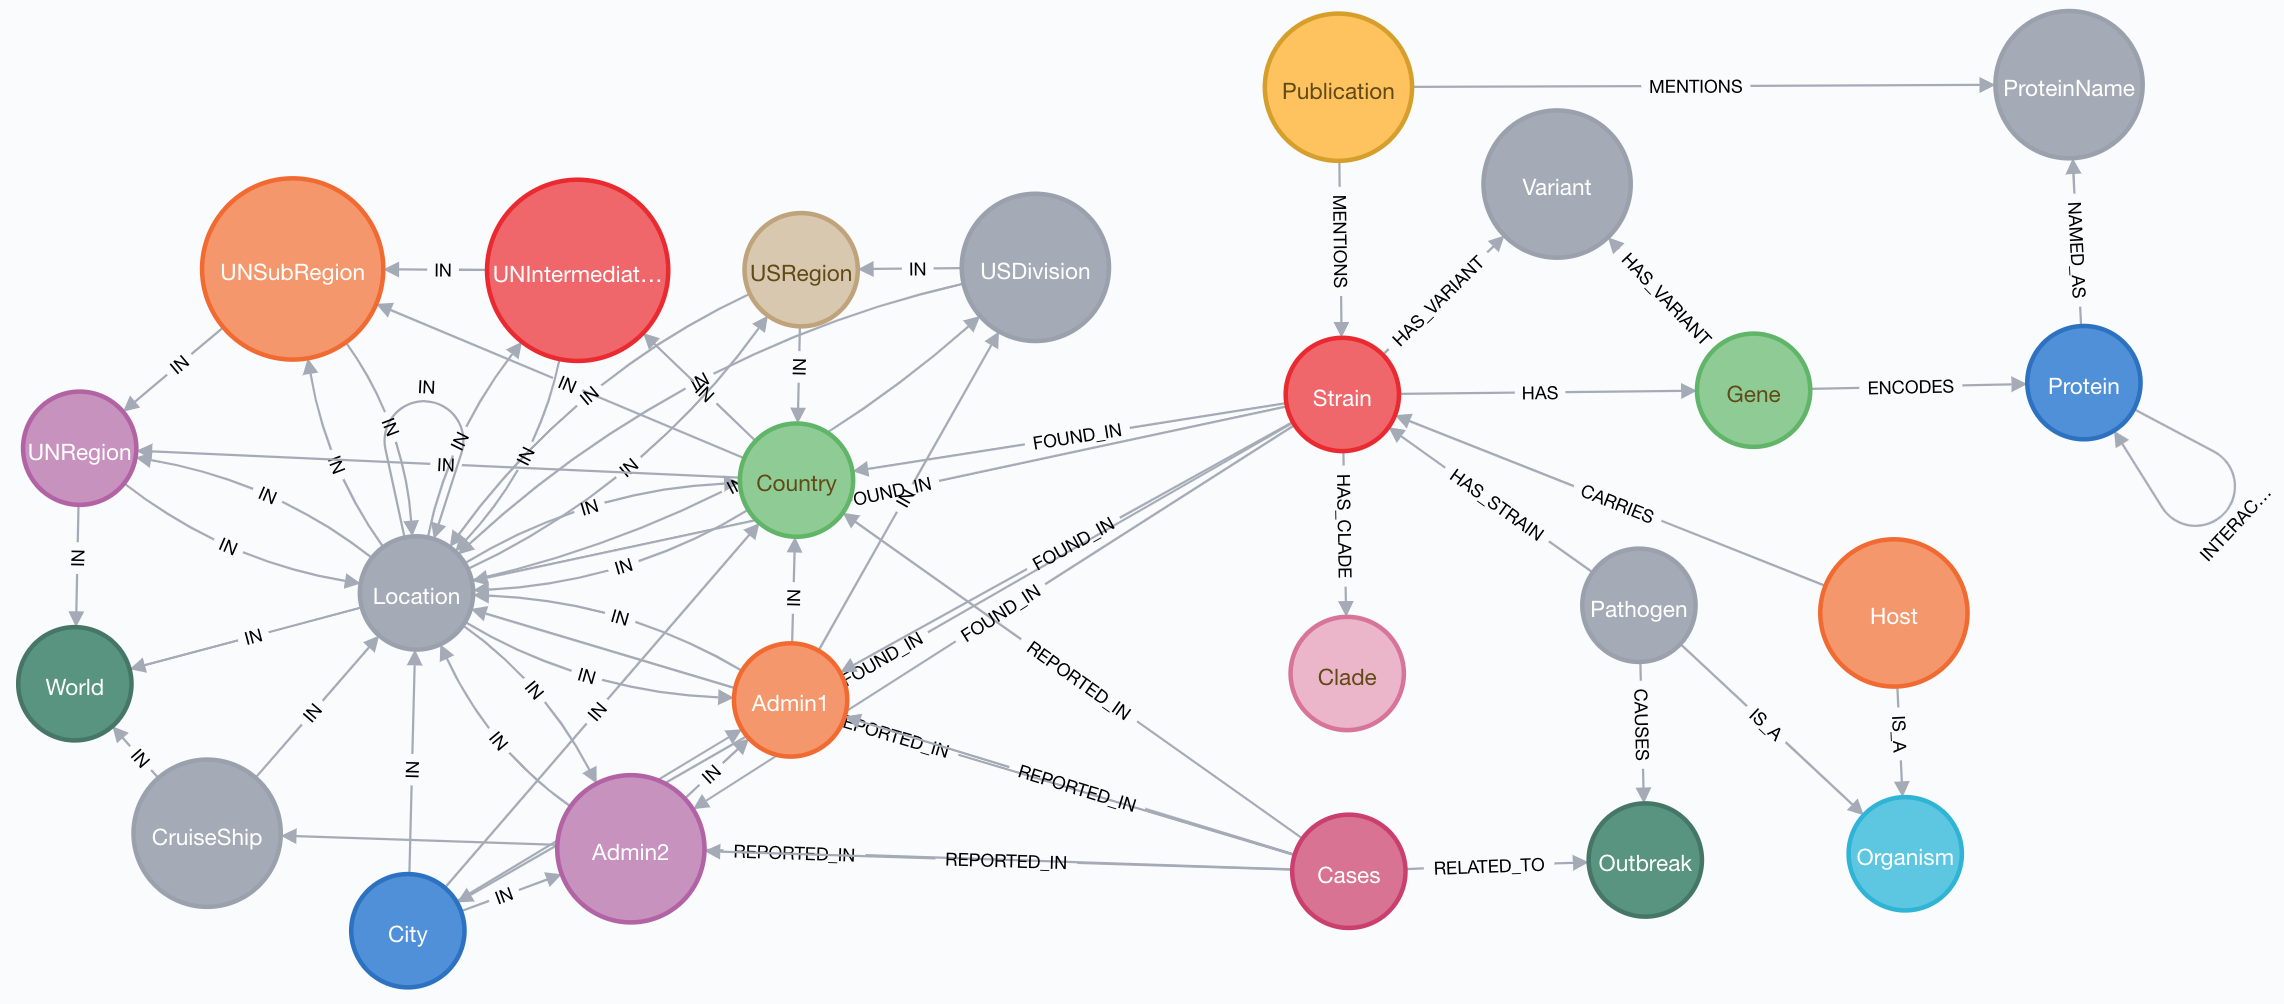 Publication
MENTIONS
ProteinName
Variant
MENTIONS
NAMED_AS
HAS_VARIANT
HAS_VARIANT
UNSubRegion
IN
UNIntermediat...
USRegion
IN
USDivision
IN
IN
IN
IN
IN
IN
IN
Strain
HAS
Gene
ENCODES
Protein
INTERAC...
UNRegion
IN
IN
IN
IN
IN
IN
IN
IN
IN
IN
Country
FOUND_IN
OUND_IN
IN
HAS_CLADE
HAS_STRAIN
CARRIES
IN
IN
IN
IN
FOUND_IN
FOUND_IN
Location
IN
IN
IN
Pathogen
Host
World
IN
IN
IN
IN
IN
Admin1
FOUND_IN
REPORTED_IN
Clade
CAUSES
IS_A
IS_A
IN
IN
IN
EPORTED_IN
REPORTED_IN
CruiseShip
Admin2
REPORTED_IN
REPORTED_IN
Cases
RELATED_TO
Outbreak
Organism
City
IN